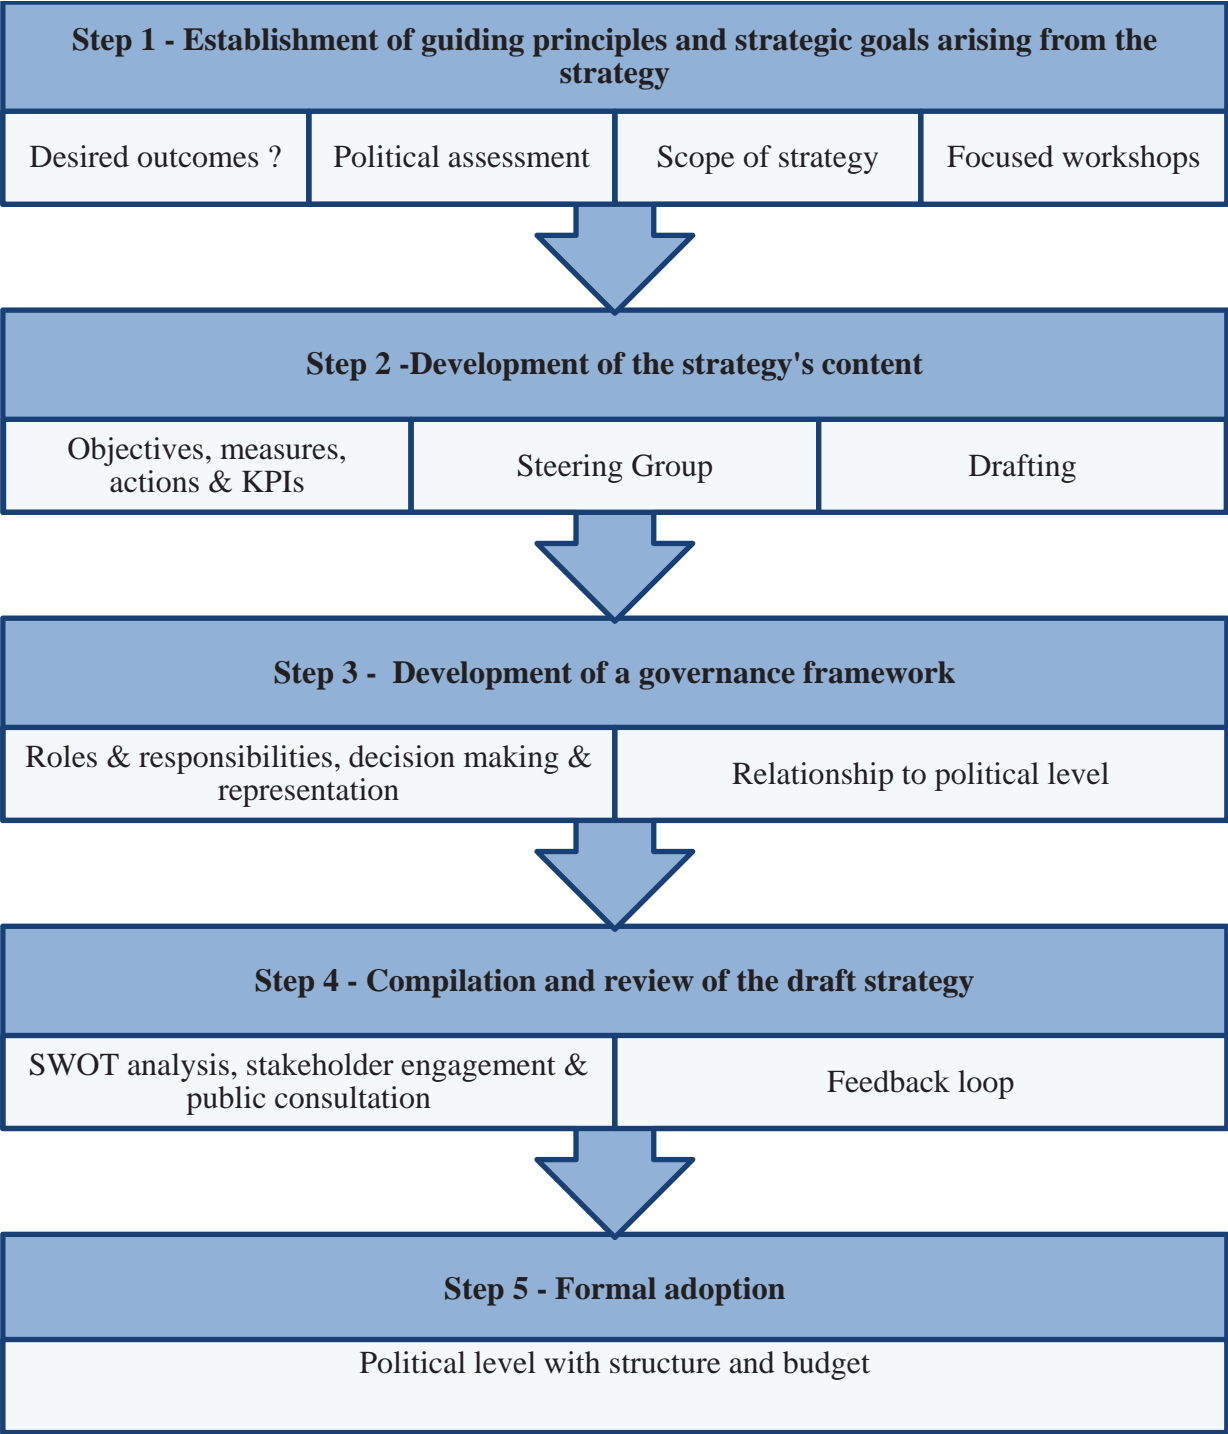 Step 1 - Establishment of guiding principles and strategic goals arising from the
strategy
Desired outcomes ?
Political assessment
Scope of strategy
Focused workshops
Step 2 -Development of the strategy's content
Objectives, measures,
actions & KPIs
Steering Group
Drafting
Step 3 -  Development of a governance framework
Roles & responsibilities, decision making &
representation
Relationship to political level
Step 4 - Compilation and review of the draft strategy
SWOT analysis, stakeholder engagement &
public consultation
Feedback loop
Step 5 - Formal adoption
Political level with structure and budget